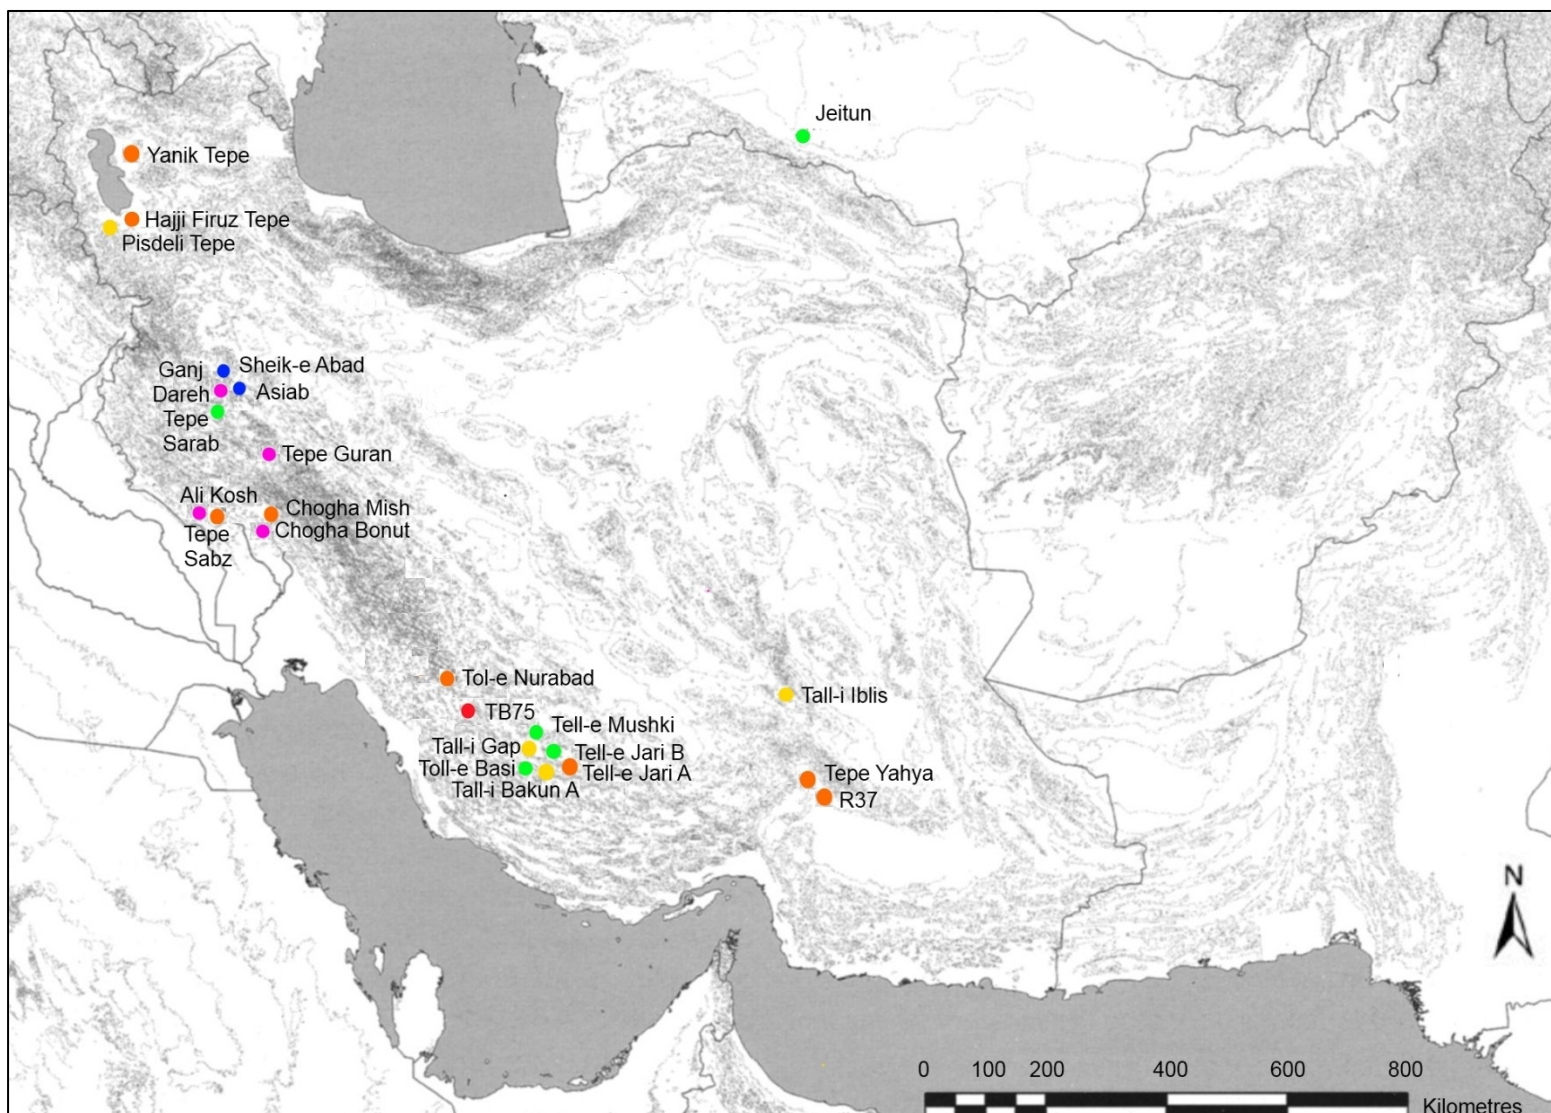 Jeitun
Yanik Tepe
Hajji Firuz Tepe
Pisdeli Tepe
Ganj
Dareh
Sheik-e Abad
Asiab
Tepe
Sarab
Tepe Guran
Ali Kosh
Tepe
Sabz
Chogha Mish
Chogha Bonut
Tol-e Nurabad
TB75
Tell-e Mushki
Tall-i Gap
Tell-e Jari B
Toll-e Basi
Tell-e Jari A
Tall-i Bakun A
Tall-i Iblis
Tepe Yahya
R37
N
0 100 200 400 600 800
Kilometres